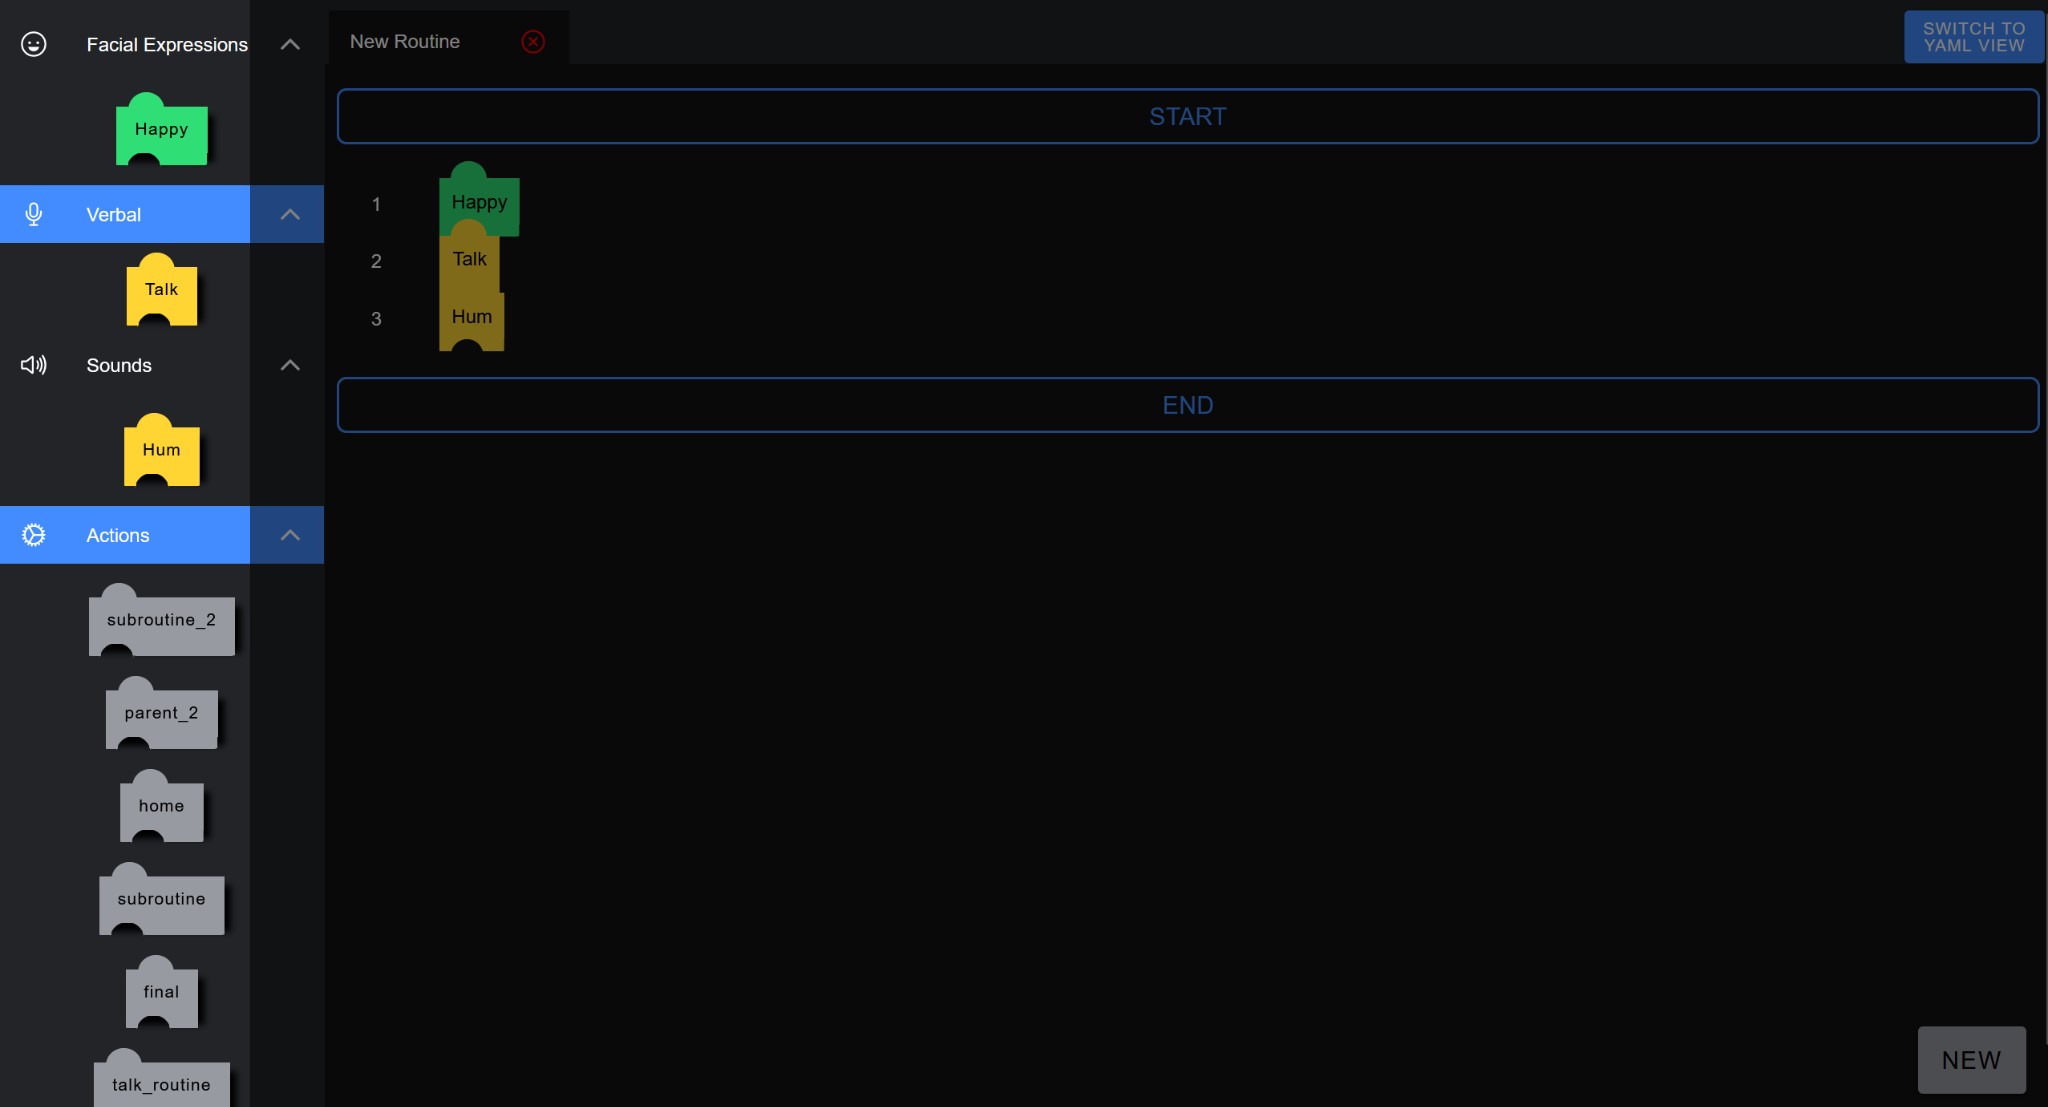 Facial Expressions
Happy
Verbal
Talk
Sounds
Hum
Actions
subroutine_2
parent_2
home
subroutine
final
talk_routine
New Routine
SWITCH TO
YAML VIEW
START
1 Happy
2 Talk
3 Hum
END
NEW